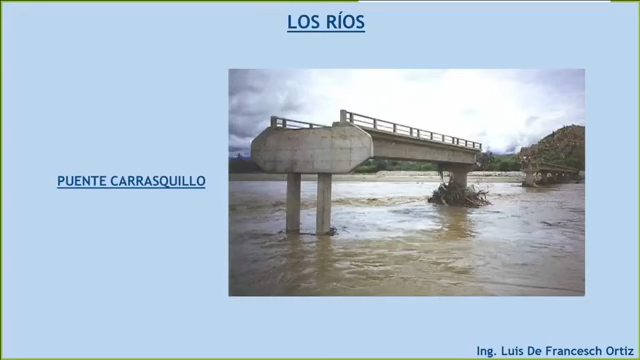 LOS RÍOS
PUENTE CARRASQUILLO
Ing. Luis De Francesch Ortiz